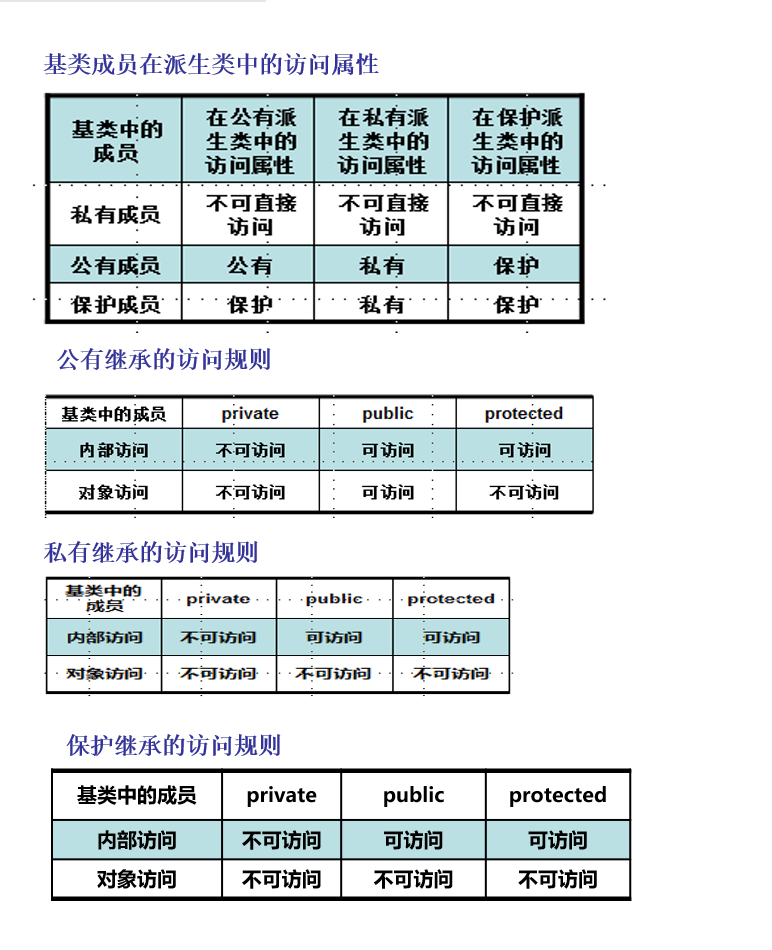 基类成员在派生类中的访问属性
基类中的成员 在公有派生类中的访问属性 在私有派生类中的访问属性 在保护派生类中的访问属性
私有成员 不可直接访问 不可直接访问 不可直接访问
公有成员 公有 私有 保护
保护成员 保护 私有 保护
公有继承的访问规则
基类中的成员 private public protected
内部访问 不可访问 可访问 可访问
对象访问 不可访问 可访问 不可访问
私有继承的访问规则
基类中的成员 private public protected
内部访问 不可访问 可访问 可访问
对象访问 不可访问 不可访问 不可访问
保护继承的访问规则
基类中的成员 private public protected
内部访问 不可访问 可访问 可访问
对象访问 不可访问 不可访问 不可访问